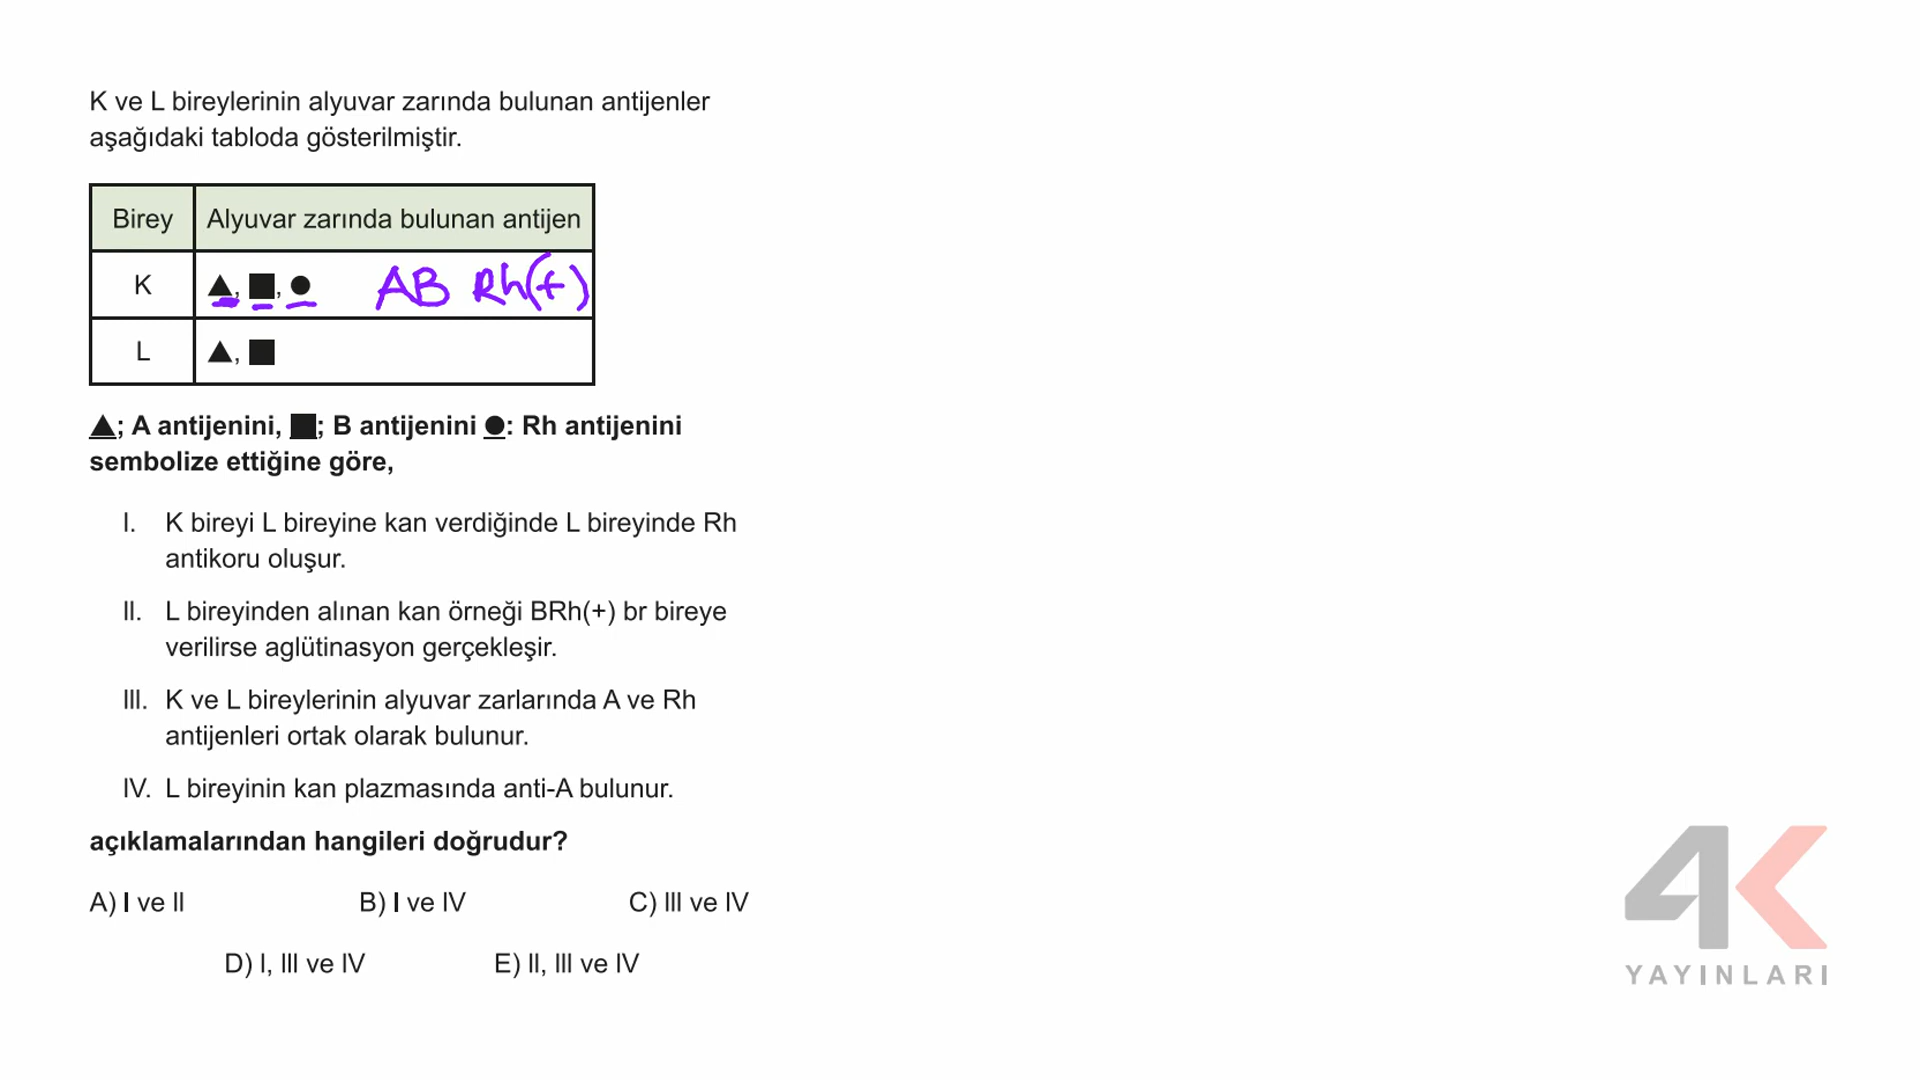 K ve L bireylerinin alyuvar zarında bulunan antijenler
aşağıdaki tabloda gösterilmiştir.
Birey Alyuvar zarında bulunan antijen
K ▲, ■, ● AB Rh(+)
L ▲, ■
▲; A antijenini, ■; B antijenini ●: Rh antijenini
sembolize ettiğine göre,
I. K bireyi L bireyine kan verdiğinde L bireyinde Rh
antikoru oluşur.
II. L bireyinden alınan kan örneği BRh(+) br bireye
verilirse aglütinasyon gerçekleşir.
III. K ve L bireylerinin alyuvar zarlarında A ve Rh
antijenleri ortak olarak bulunur.
IV. L bireyinin kan plazmasında anti-A bulunur.
açıklamalarından hangileri doğrudur?
A) I ve II B) I ve IV C) III ve IV
D) I, III ve IV E) II, III ve IV
4K
YAYINLARI